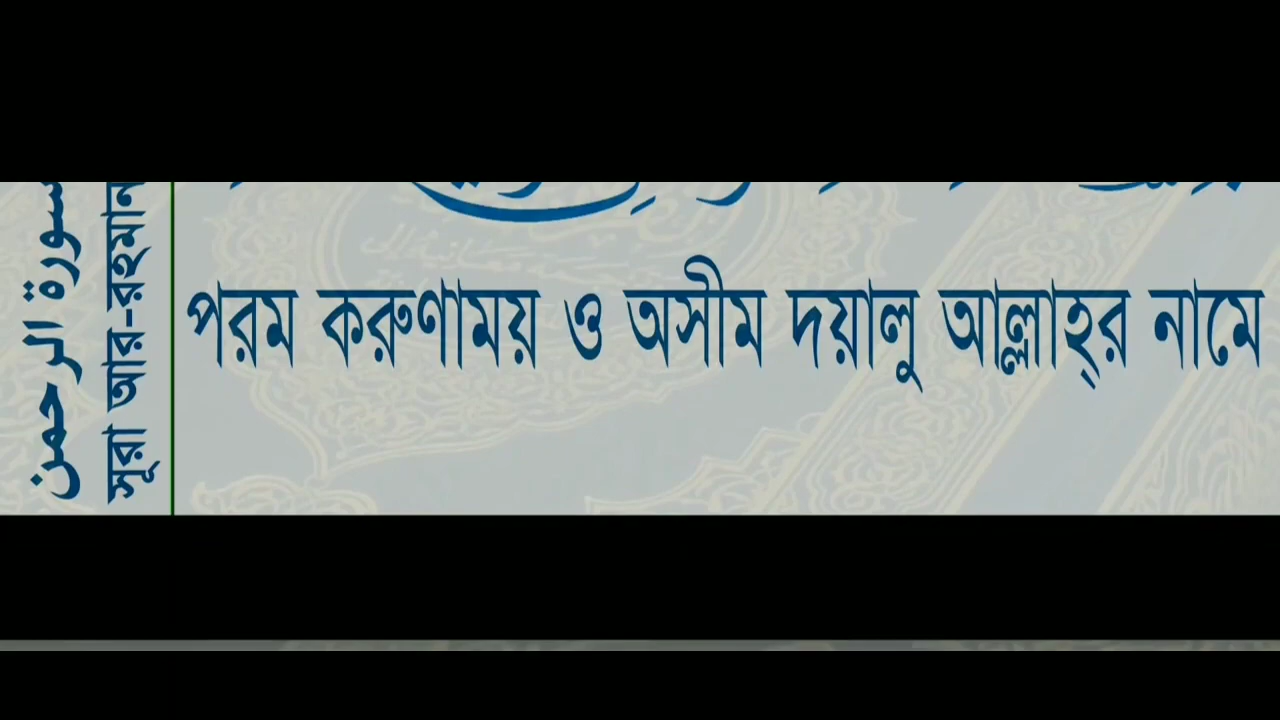 سورة الرحمن
সূরা আর-রহমান
পরম করুণাময় ও অসীম দয়ালু আল্লাহ্‌র নামে